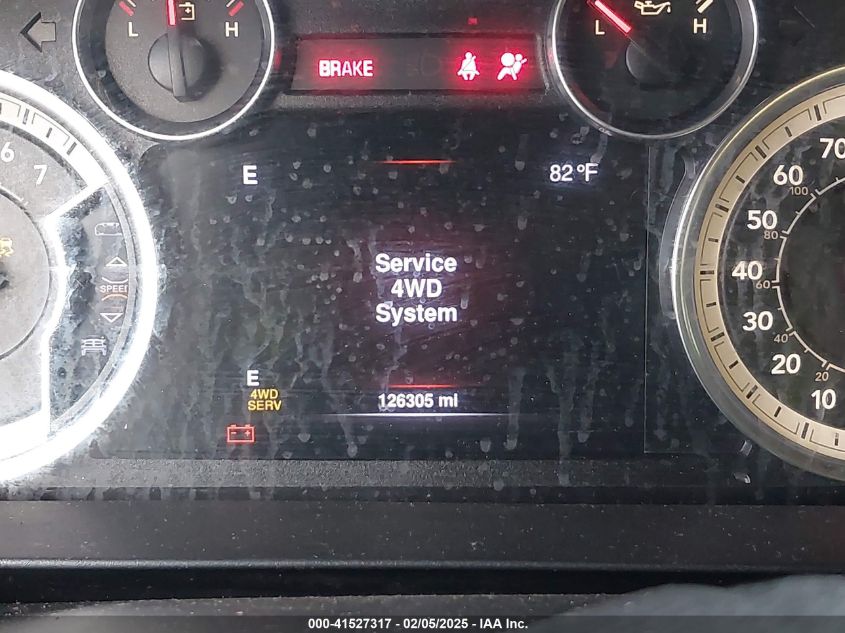 L H
L H
BRAKE
E 82°F
6
7
70
60
100
50
80
40
60
30
40
20
20
10
SPEED
Service
4WD
System
E
4WD
SERV
126305 mi
000-41527317 - 02/05/2025 - IAA Inc.